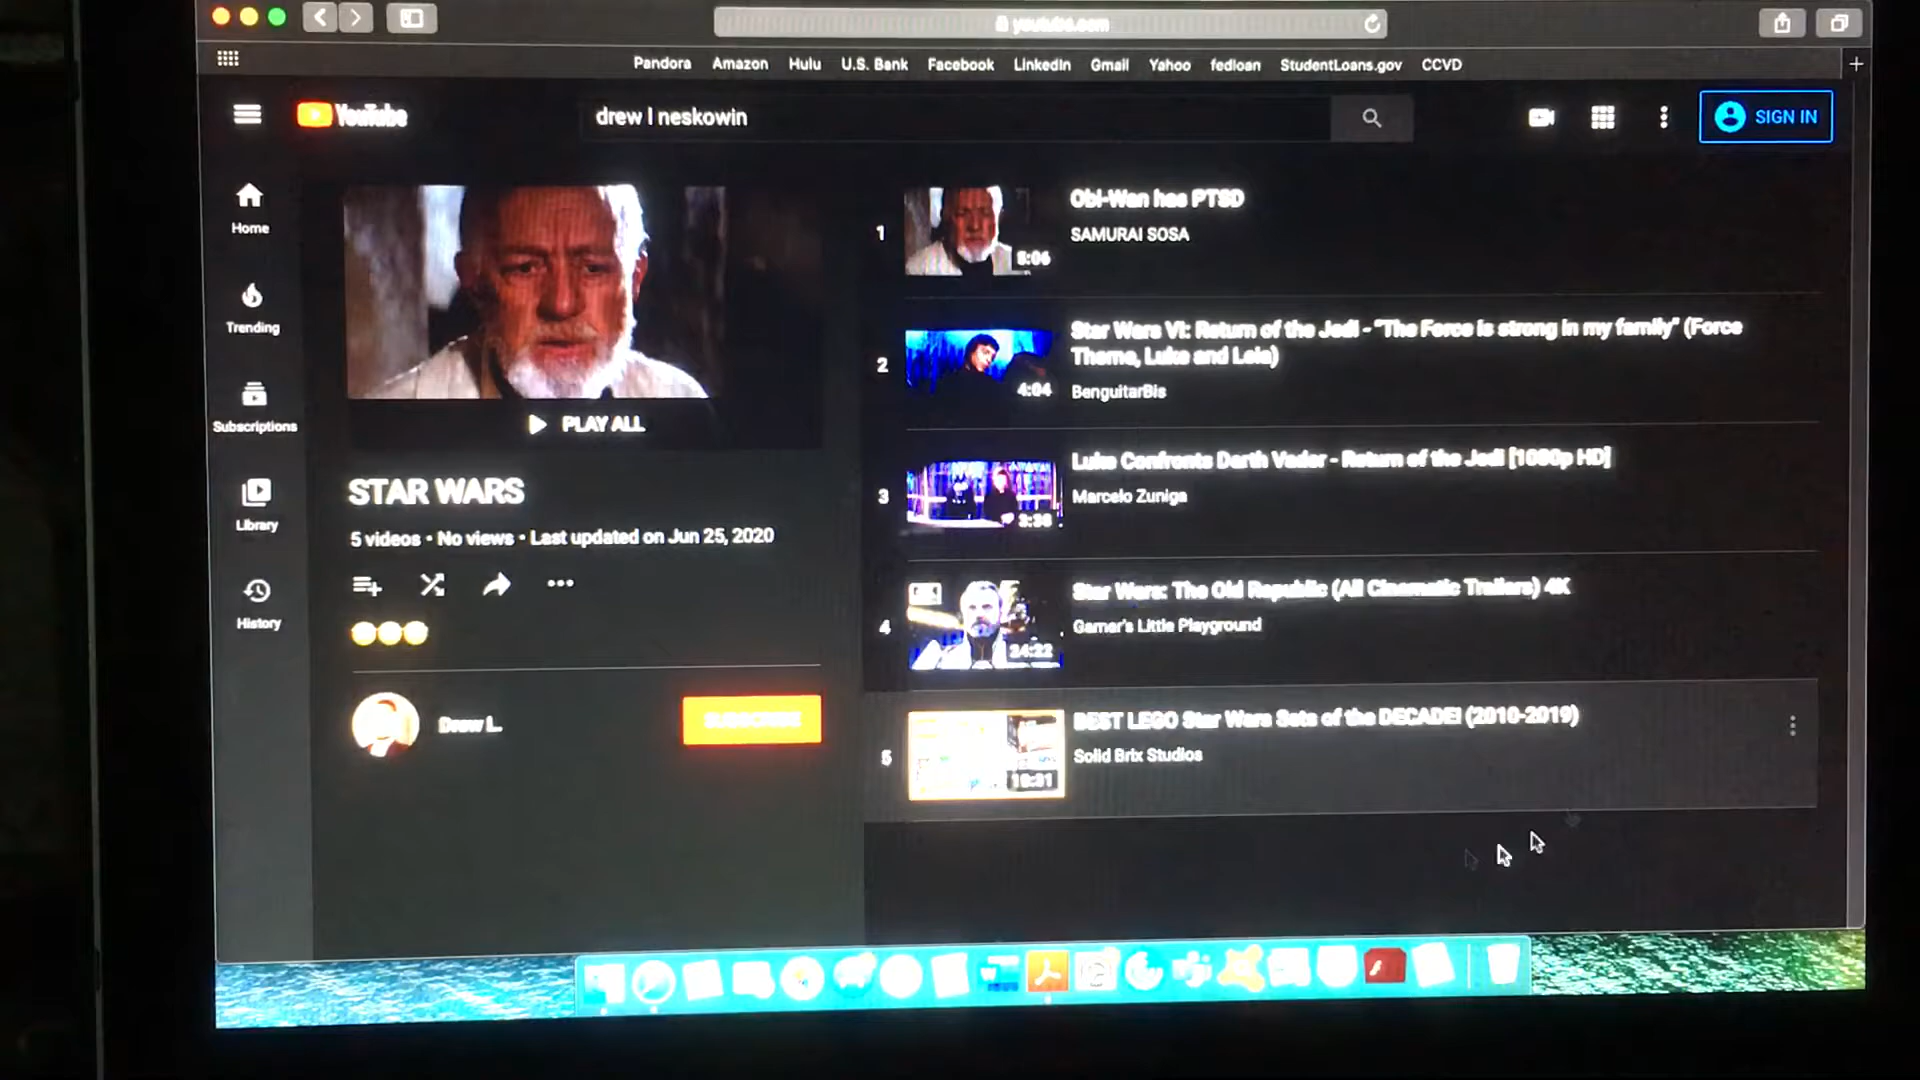 youtube.com
Pandora Amazon Hulu U.S. Bank Facebook LinkedIn Gmail Yahoo fedloan StudentLoans.gov CCVD
YouTube
drew l neskowin
SIGN IN
Home
Trending
Subscriptions
Library
History
PLAY ALL
STAR WARS
5 videos • No views • Last updated on Jun 25, 2020
Drew L.
SUBSCRIBE
1
5:06
Obi-Wan has PTSD
SAMURAI SOSA
2
4:04
Star Wars VI: Return of the Jedi - "The Force is strong in my family" (Force
Theme, Luke and Leia)
BenguitarBis
3
Luke Confronts Darth Vader - Return of the Jedi [1080p HD]
Marcelo Zuniga
4
24:22
Star Wars: The Old Republic (All Cinematic Trailers) 4K
Gamer's Little Playground
5
BEST LEGO Star Wars Sets of the DECADE! (2010-2019)
Solid Brix Studios